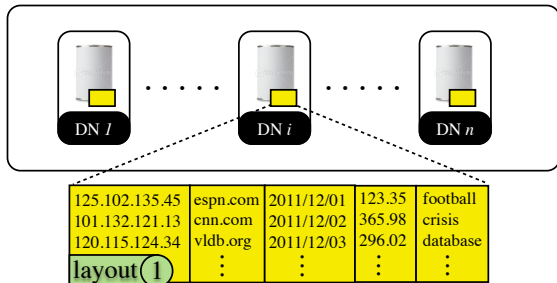 DN 1 . . . . . DN i . . . . . DN n
125.102.135.45 espn.com 2011/12/01 123.35 football
101.132.121.13 cnn.com 2011/12/02 365.98 crisis
120.115.124.34 vldb.org 2011/12/03 296.02 database
layout 1 ⋮ ⋮ ⋮ ⋮